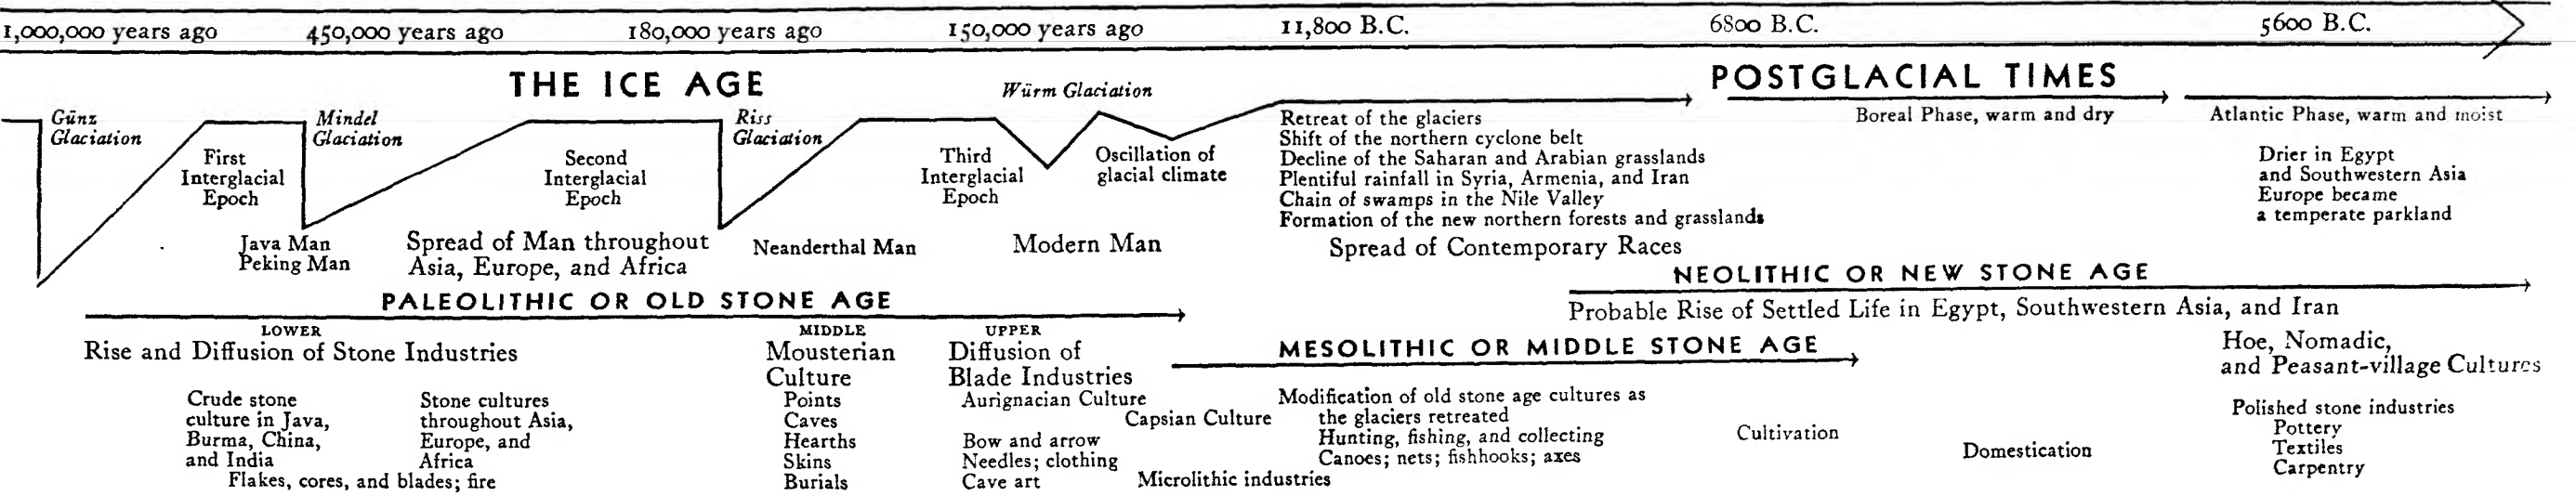 1,000,000 years ago
450,000 years ago
180,000 years ago
150,000 years ago
11,800 B.C.
6800 B.C.
5600 B.C.
THE ICE AGE
POSTGLACIAL TIMES
Günz
Glaciation
First
Interglacial
Epoch
Mindel
Glaciation
Second
Interglacial
Epoch
Riss
Glaciation
Third
Interglacial
Epoch
Würm Glaciation
Oscillation of
glacial climate
Retreat of the glaciers
Shift of the northern cyclone belt
Decline of the Saharan and Arabian grasslands
Plentiful rainfall in Syria, Armenia, and Iran
Chain of swamps in the Nile Valley
Formation of the new northern forests and grasslands
Boreal Phase, warm and dry
Atlantic Phase, warm and moist
Drier in Egypt
and Southwestern Asia
Europe became
a temperate parkland
Java Man
Peking Man
Spread of Man throughout
Asia, Europe, and Africa
Neanderthal Man
Modern Man
Spread of Contemporary Races
NEOLITHIC OR NEW STONE AGE
Probable Rise of Settled Life in Egypt, Southwestern Asia, and Iran
PALEOLITHIC OR OLD STONE AGE
LOWER
Rise and Diffusion of Stone Industries
Crude stone
culture in Java,
Burma, China,
and India
Stone cultures
throughout Asia,
Europe, and
Africa
Flakes, cores, and blades; fire
MIDDLE
Mousterian
Culture
Points
Caves
Hearths
Skins
Burials
UPPER
Diffusion of
Blade Industries
Aurignacian Culture
Capsian Culture
Bow and arrow
Needles; clothing
Cave art
Microlithic industries
MESOLITHIC OR MIDDLE STONE AGE
Modification of old stone age cultures as
the glaciers retreated
Hunting, fishing, and collecting
Canoes; nets; fishhooks; axes
Cultivation
Domestication
Hoe, Nomadic,
and Peasant-village Cultures
Polished stone industries
Pottery
Textiles
Carpentry